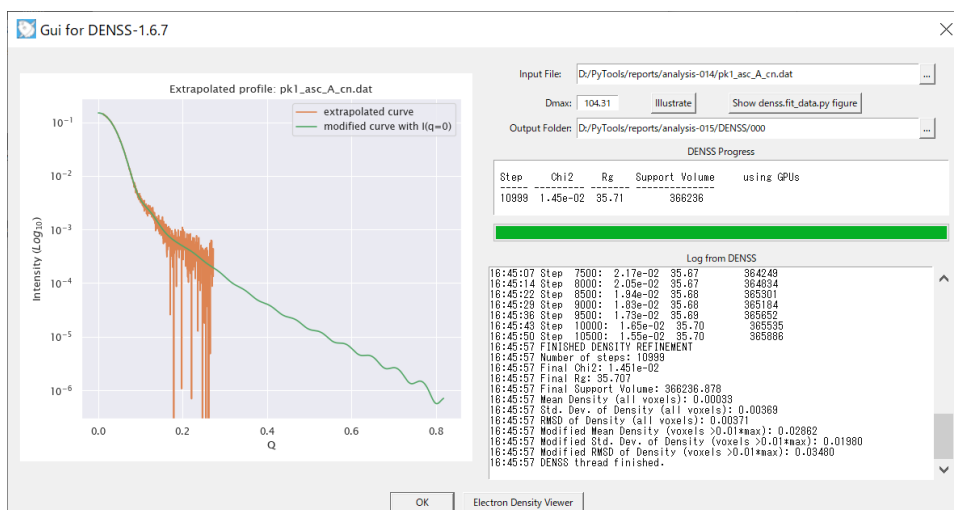 Gui for DENSS-1.6.7
Extrapolated profile: pk1_asc_A_cn.dat
extrapolated curve
modified curve with I(q=0)
Intensity (Log10)
10−1
10−2
10−3
10−4
10−5
10−6
0.0 0.2 0.4 0.6 0.8
Q
Input File: D:/PyTools/reports/analysis-014/pk1_asc_A_cn.dat ...
Dmax: 104.31 Illustrate Show denss.fit_data.py figure
Output Folder: D:/PyTools/reports/analysis-015/DENSS/000 ...
DENSS Progress
Step Chi2 Rg Support Volume using GPUs
----- -------- ----- --------------
10999 1.45e-02 35.71 366236
Log from DENSS
16:45:07 Step 7500: 2.17e-02 35.67 364249
16:45:14 Step 8000: 2.05e-02 35.67 364834
16:45:22 Step 8500: 1.94e-02 35.68 365301
16:45:29 Step 9000: 1.83e-02 35.68 365184
16:45:36 Step 9500: 1.73e-02 35.69 365652
16:45:43 Step 10000: 1.65e-02 35.70 365535
16:45:50 Step 10500: 1.55e-02 35.70 365886
16:45:57 FINISHED DENSITY REFINEMENT
16:45:57 Number of steps: 10999
16:45:57 Final Chi2: 1.451e-02
16:45:57 Final Rg: 35.707
16:45:57 Final Support Volume: 366236.878
16:45:57 Mean Density (all voxels): 0.00033
16:45:57 Std. Dev. of Density (all voxels): 0.00369
16:45:57 RMSD of Density (all voxels): 0.00371
16:45:57 Modified Mean Density (voxels >0.01*max): 0.02862
16:45:57 Modified Std. Dev. of Density (voxels >0.01*max): 0.01980
16:45:57 Modified RMSD of Density (voxels >0.01*max): 0.03480
16:45:57 DENSS thread finished.
OK Electron Density Viewer